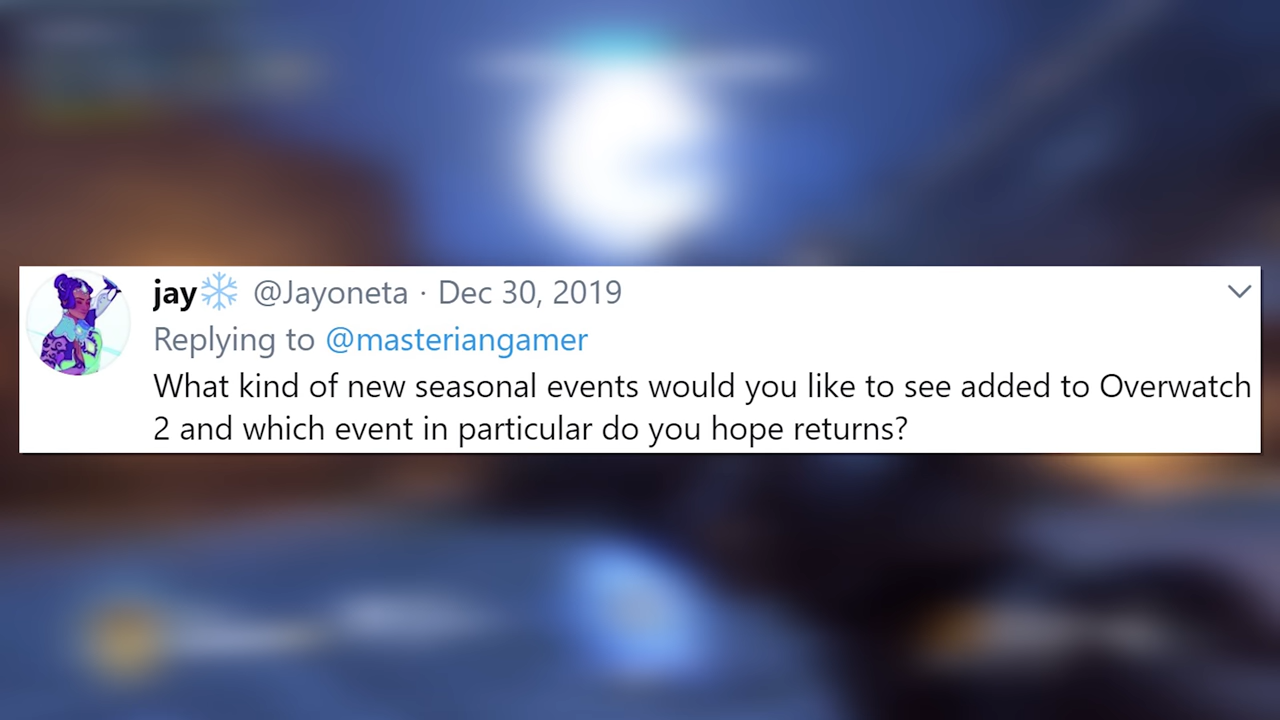 jay❄️ @Jayoneta · Dec 30, 2019
Replying to @masteriangamer
What kind of new seasonal events would you like to see added to Overwatch
2 and which event in particular do you hope returns?